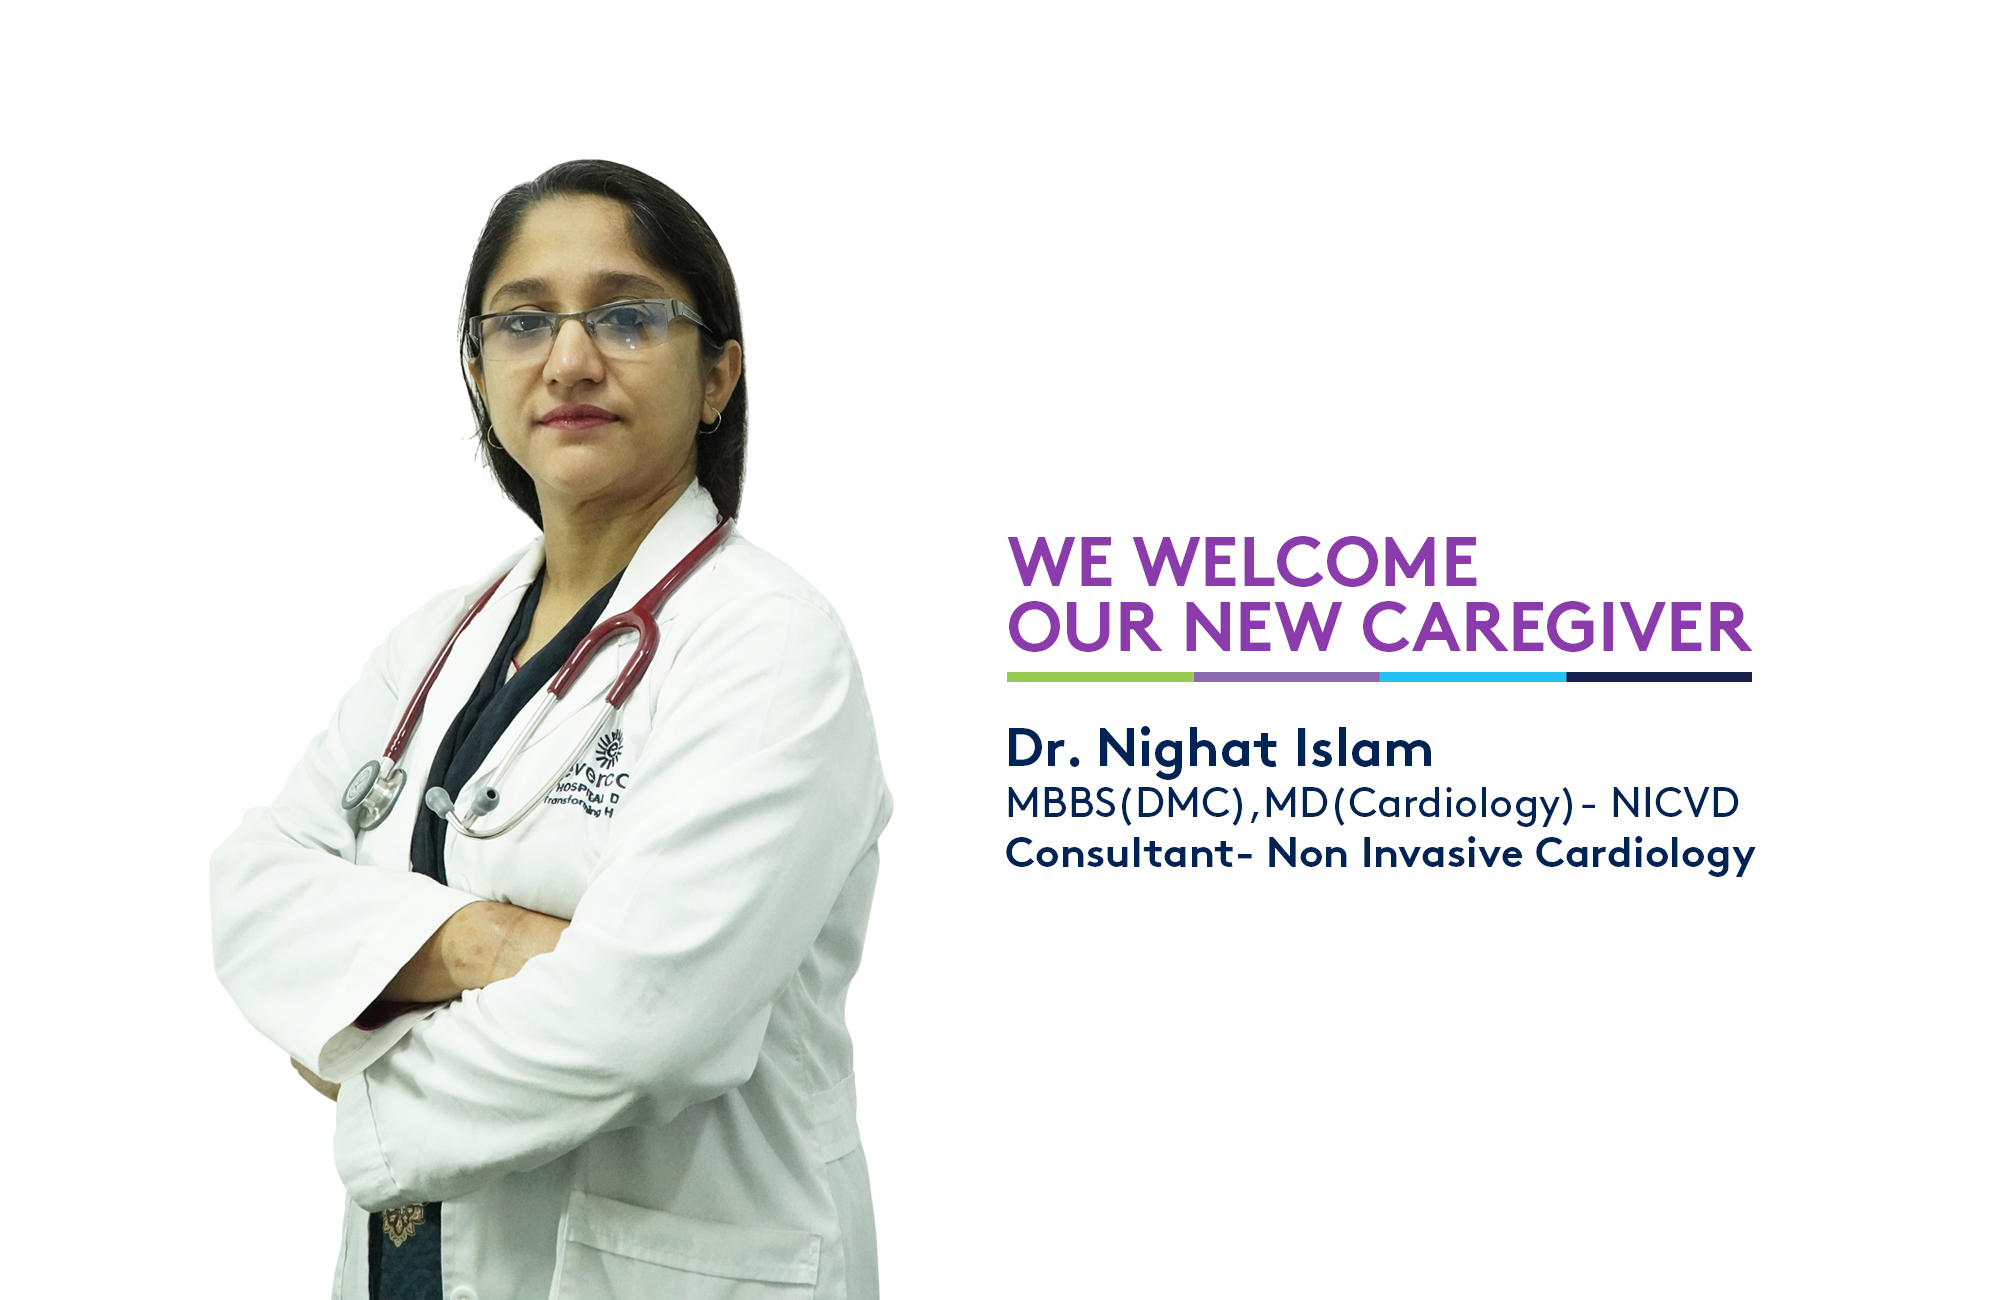 WE WELCOME
OUR NEW CAREGIVER
Dr. Nighat Islam
MBBS(DMC),MD(Cardiology)- NICVD
Consultant- Non Invasive Cardiology